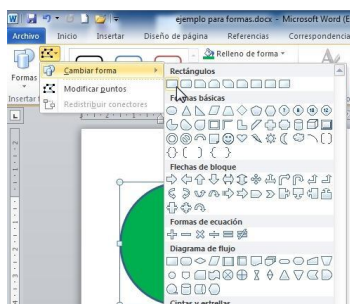 ejemplo para formas.docx - Microsoft Word (E
Archivo Inicio Insertar Diseño de página Referencias Correspondencia
Relleno de forma
Formas
Cambiar forma
Modificar puntos
Redistribuir conectores
Insertar f
Rectángulos
Formas básicas
Flechas de bloque
Formas de ecuación
Diagrama de flujo
Cintas y estrellas